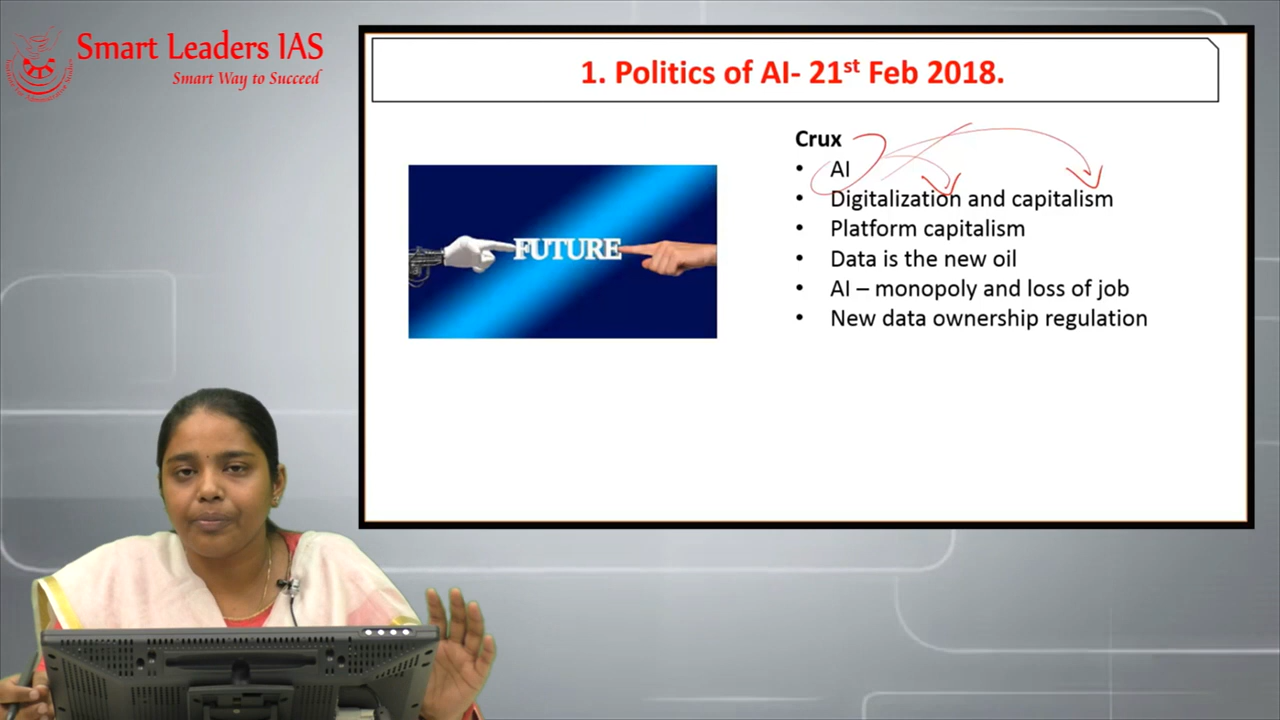 Smart Leaders IAS
Smart Way to Succeed
1. Politics of AI- 21st Feb 2018.
Crux
• AI
• Digitalization and capitalism
• Platform capitalism
• Data is the new oil
• AI – monopoly and loss of job
• New data ownership regulation
FUTURE